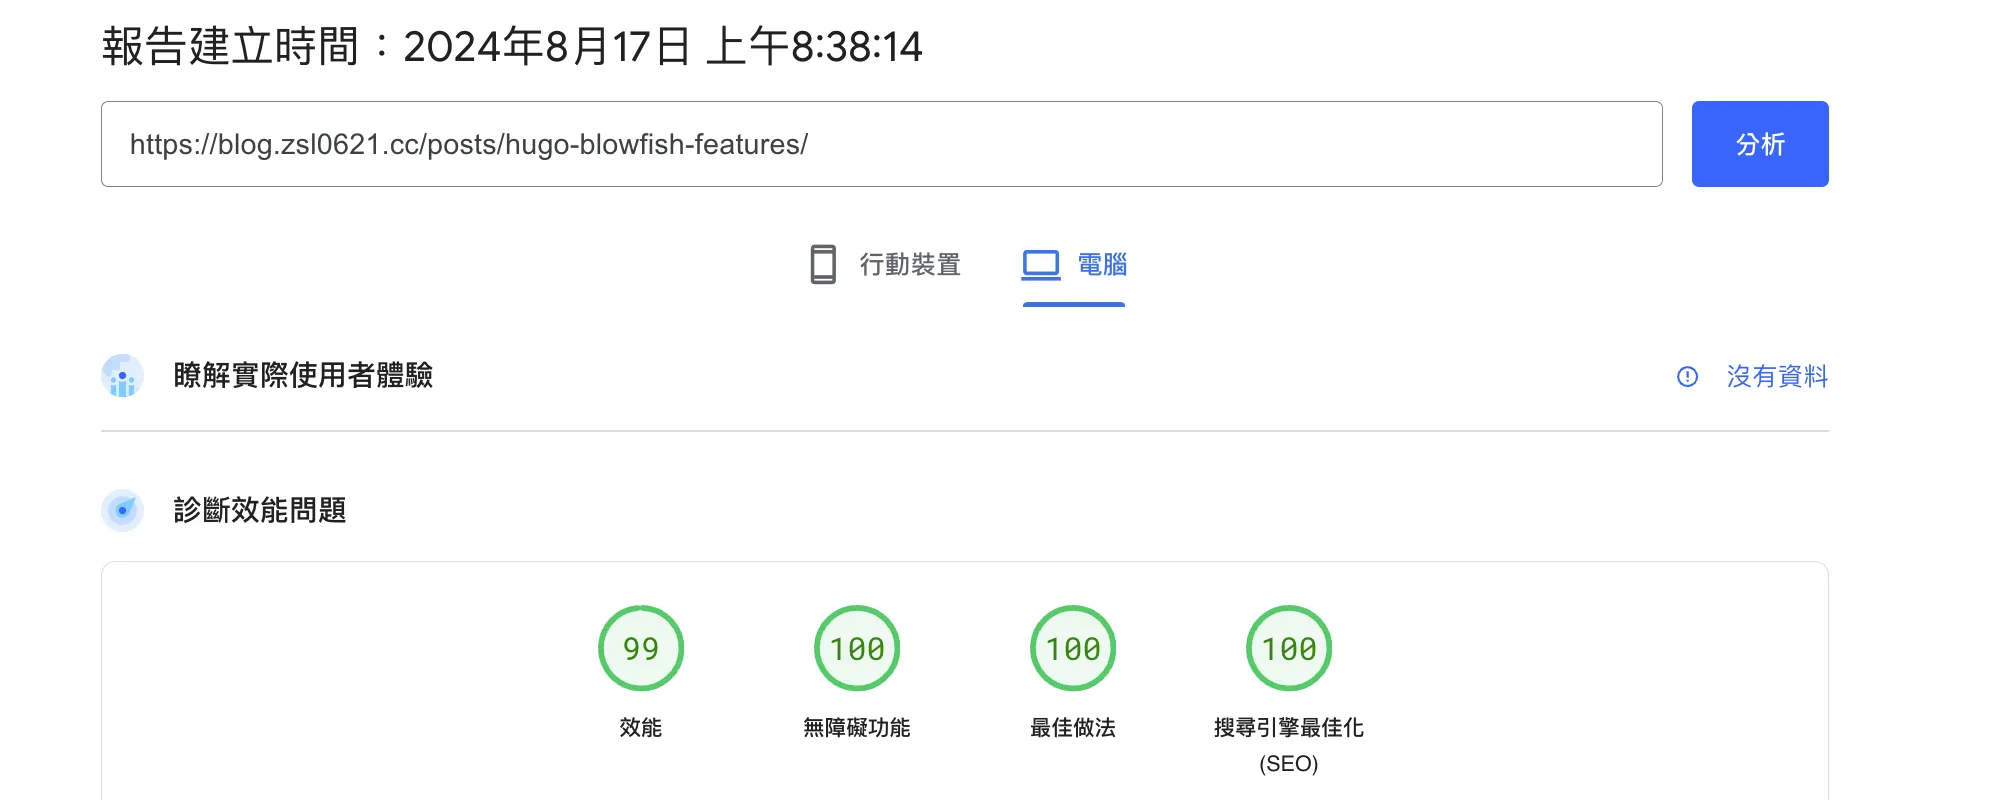 報告建立時間：2024年8月17日 上午8:38:14
https://blog.zsl0621.cc/posts/hugo-blowfish-features/
分析
行動裝置
電腦
瞭解實際使用者體驗
沒有資料
診斷效能問題
99
100
100
100
效能
無障礙功能
最佳做法
搜尋引擎最佳化
(SEO)